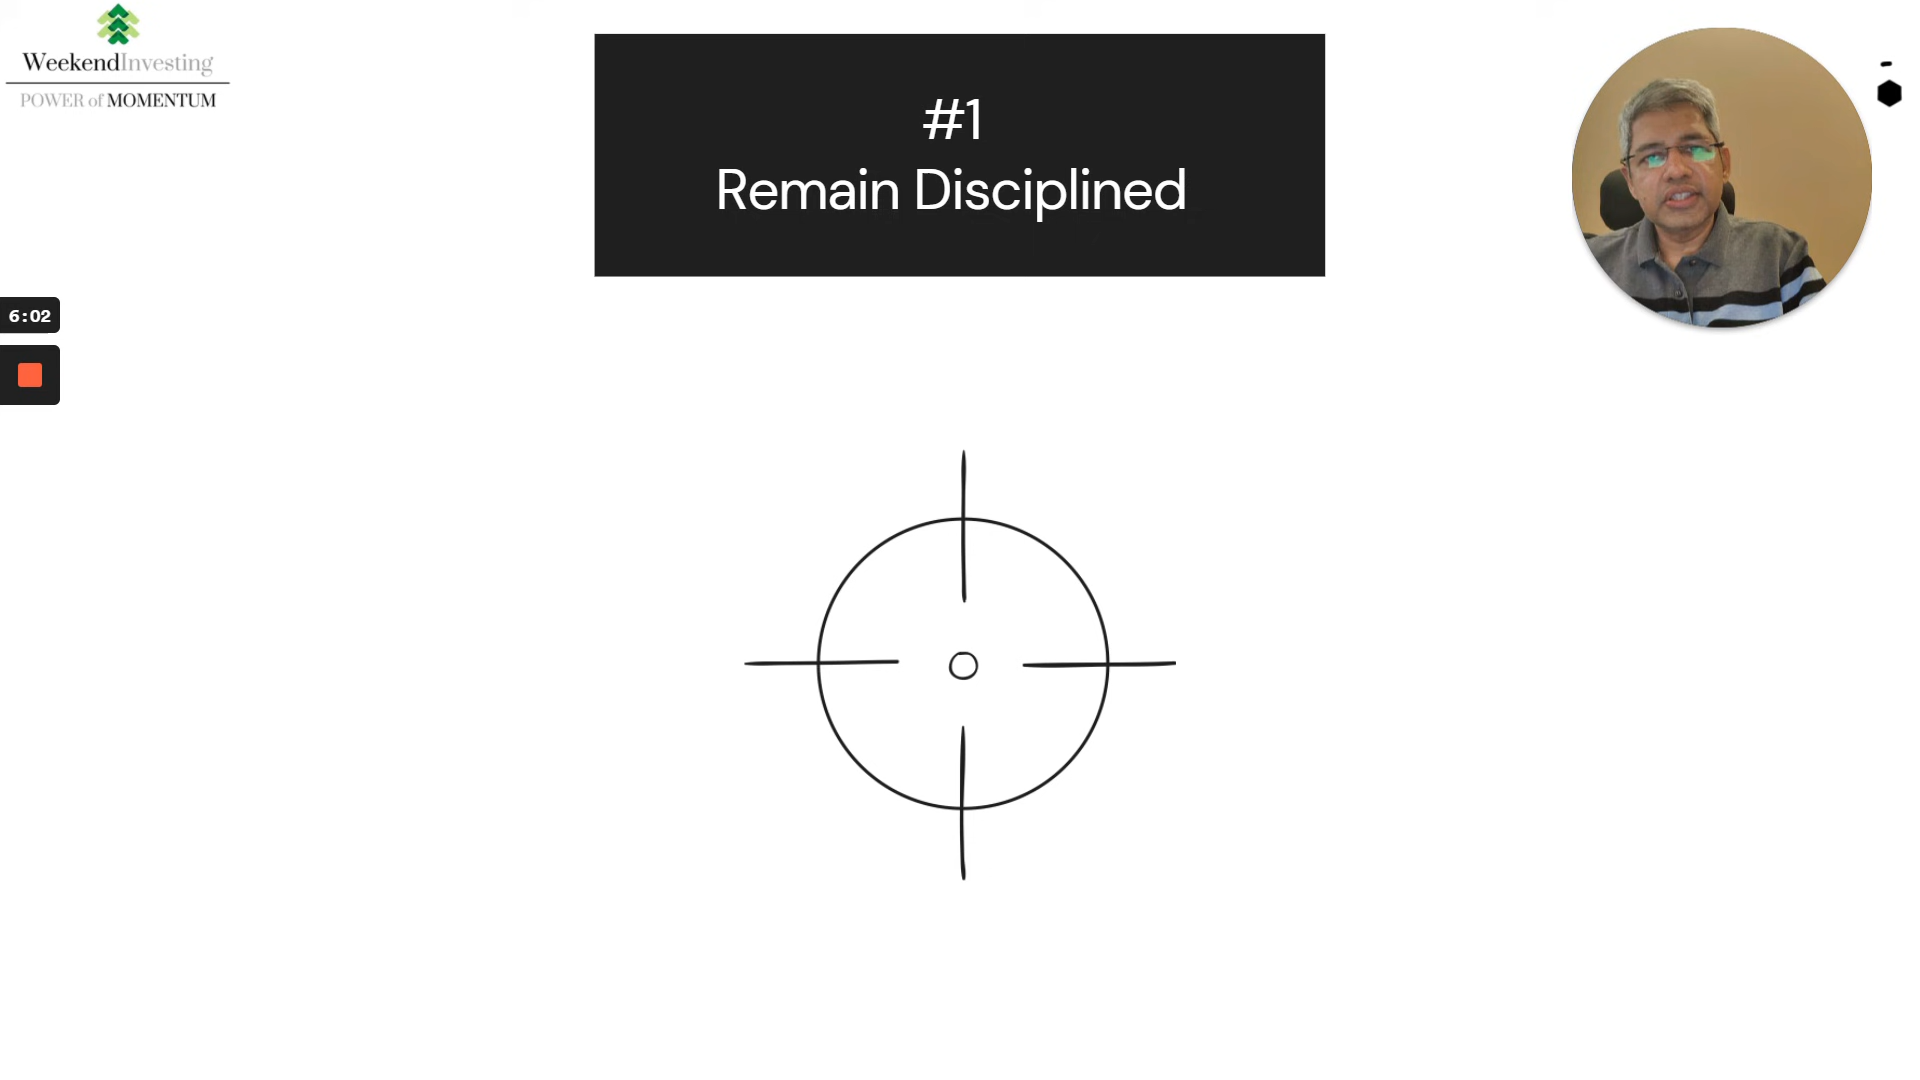 WeekendInvesting
POWER of MOMENTUM
#1
Remain Disciplined
6:02